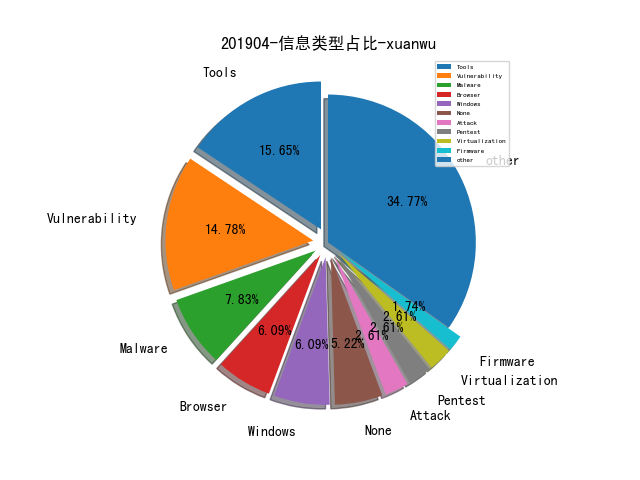 201904-信息类型占比-xuanwu
Tools
Vulnerability
Malware
Browser
Windows
None
Attack
Pentest
Virtualization
Firmware
other
Tools
15.65%
Vulnerability
14.78%
Malware
7.83%
Browser
6.09%
Windows
6.09%
None
5.22%
Attack
2.61%
Pentest
2.61%
Virtualization
2.61%
Firmware
1.74%
other
34.77%